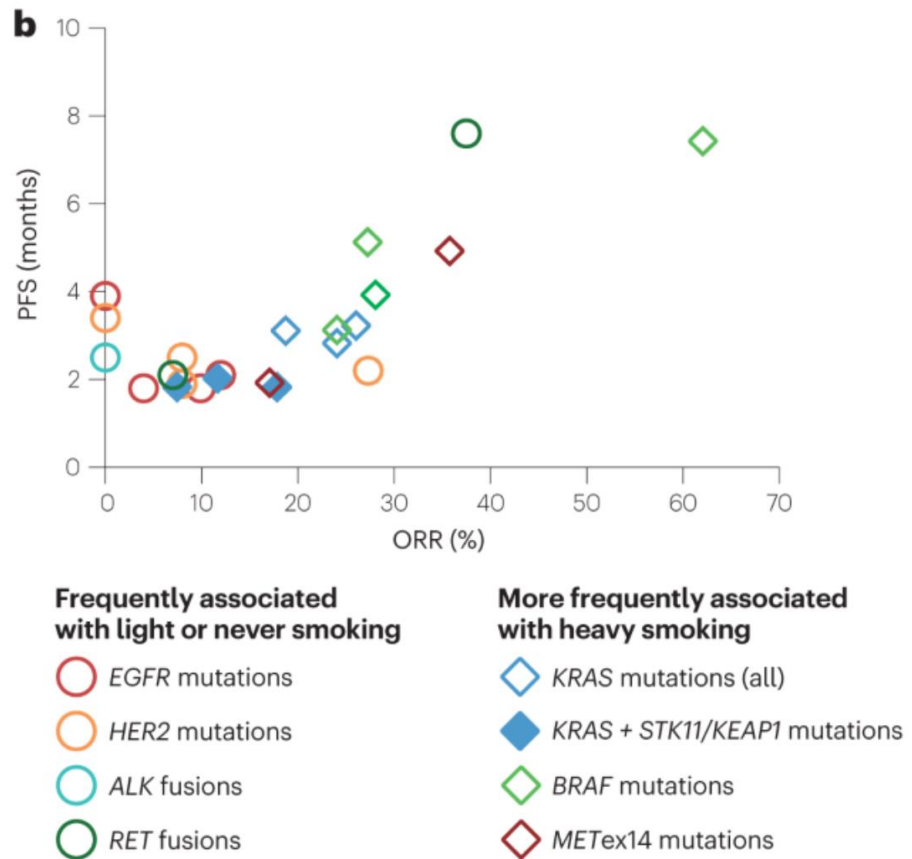 b
10
8
6
4
2
0
PFS (months)
0 10 20 30 40 50 60 70
ORR (%)
Frequently associated
with light or never smoking
EGFR mutations
HER2 mutations
ALK fusions
RET fusions
More frequently associated
with heavy smoking
KRAS mutations (all)
KRAS + STK11/KEAP1 mutations
BRAF mutations
METex14 mutations